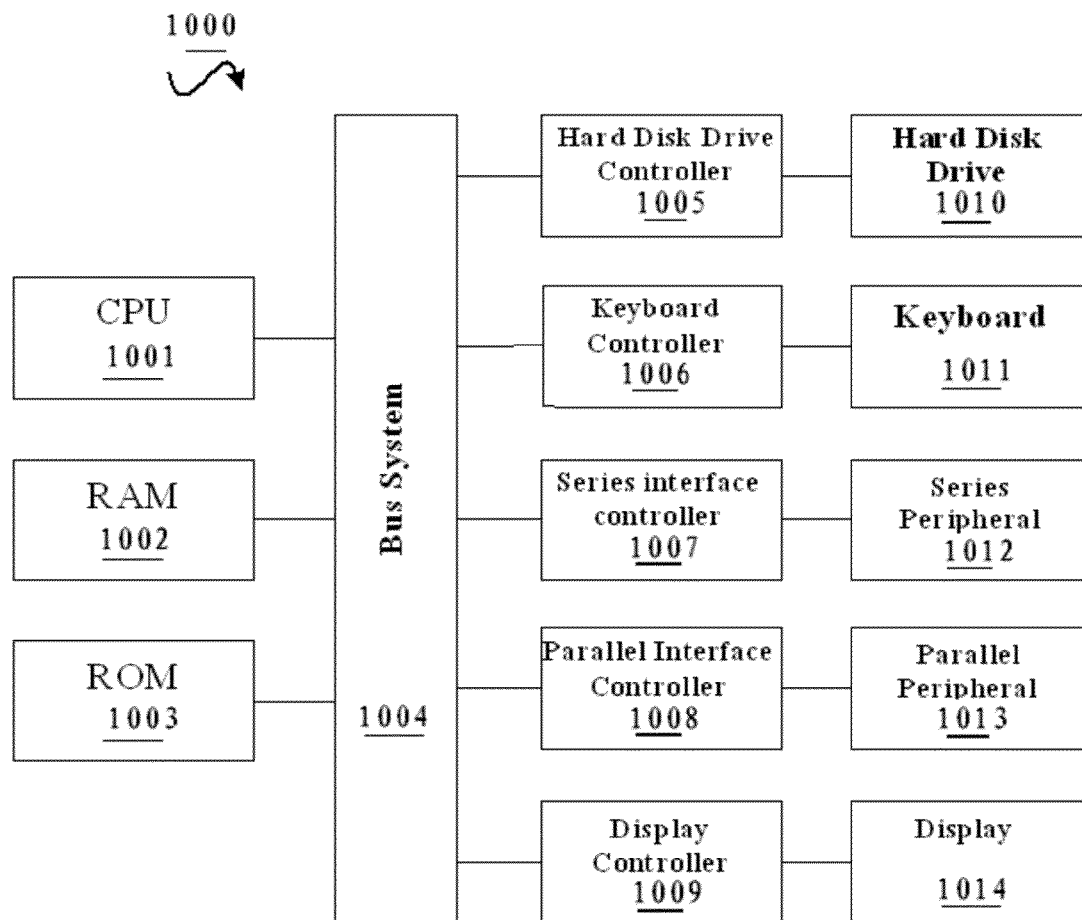 1000
CPU
1001
RAM
1002
ROM
1003
Bus System
1004
Hard Disk Drive
Controller
1005
Hard Disk
Drive
1010
Keyboard
Controller
1006
Keyboard
1011
Series interface
controller
1007
Series
Peripheral
1012
Parallel Interface
Controller
1008
Parallel
Peripheral
1013
Display
Controller
1009
Display
1014